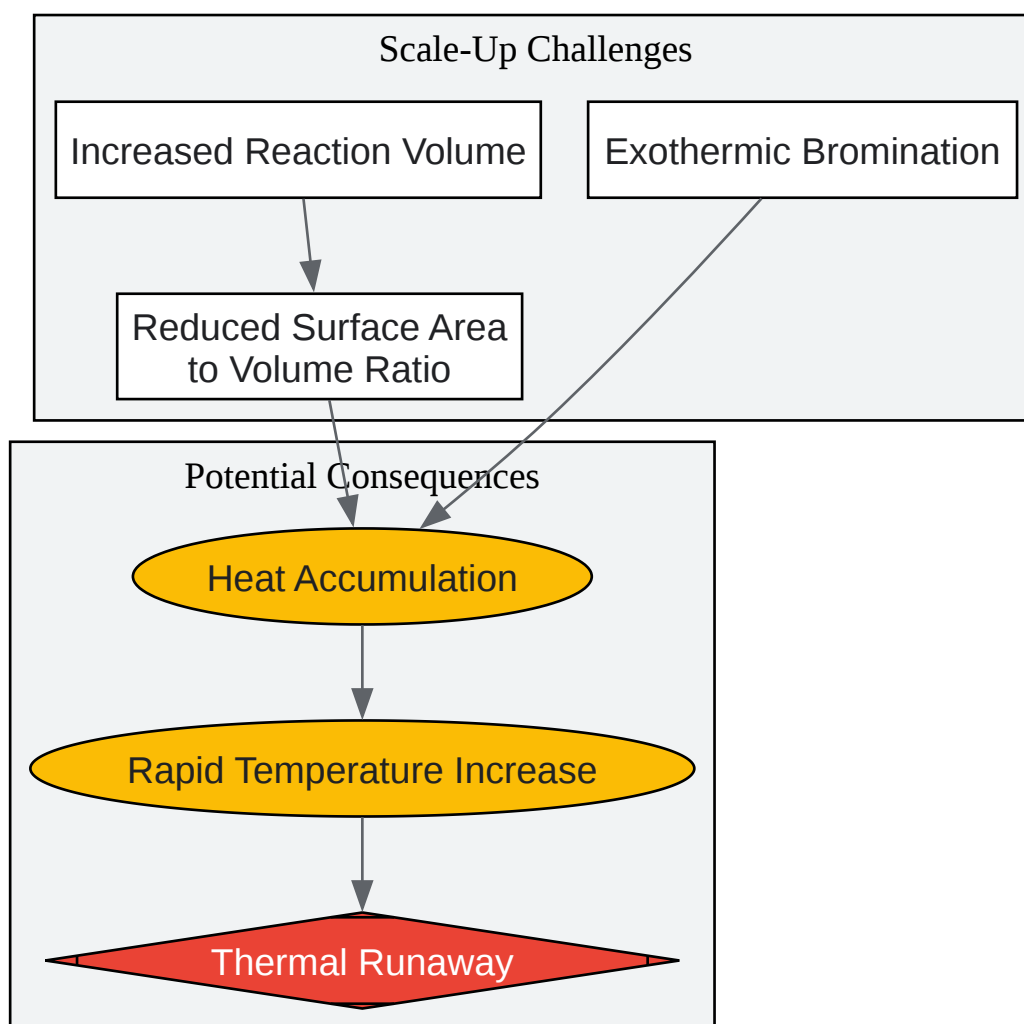 Scale-Up Challenges
Increased Reaction Volume
Exothermic Bromination
Reduced Surface Area
to Volume Ratio
Potential Consequences
Heat Accumulation
Rapid Temperature Increase
Thermal Runaway